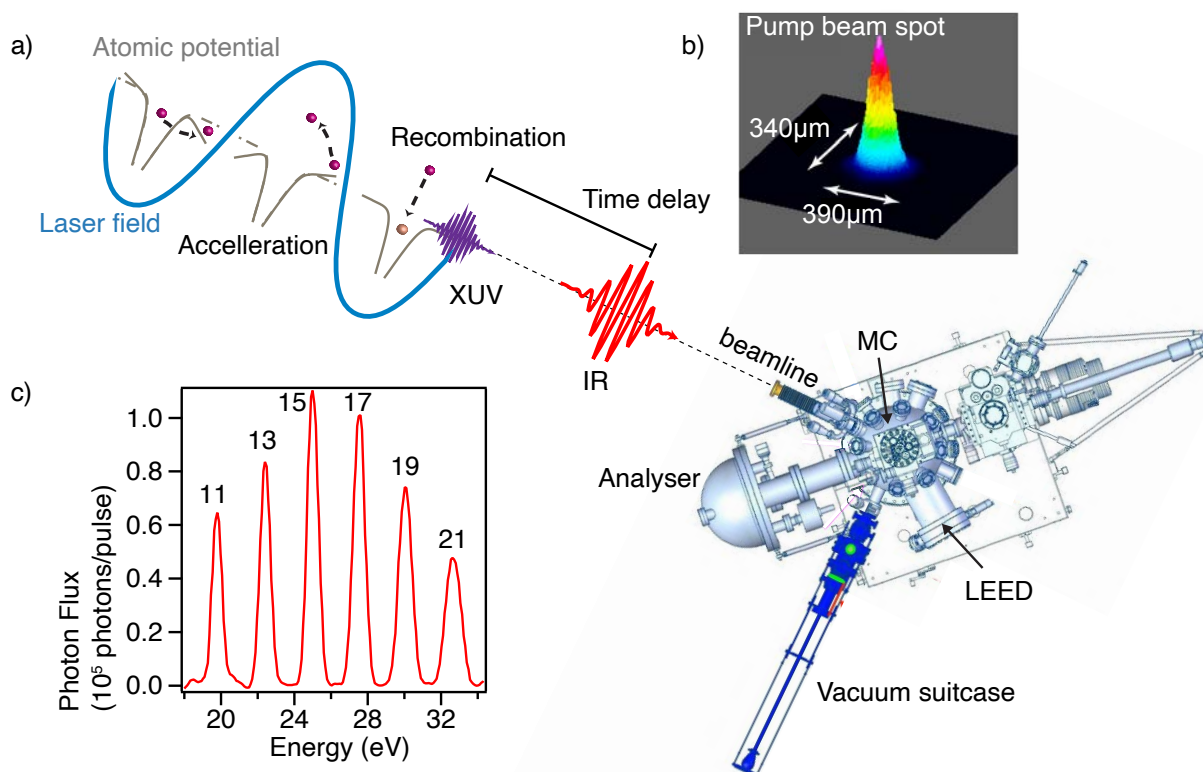 a)
Atomic potential
Laser field
Accelleration
Recombination
XUV
Time delay
IR
beamline
b)
Pump beam spot
340µm
390µm
MC
Analyser
LEED
Vacuum suitcase
c)
Photon Flux
(10⁵ photons/pulse)
1.0
0.8
0.6
0.4
0.2
0.0
11
13
15
17
19
21
20
24
28
32
Energy (eV)